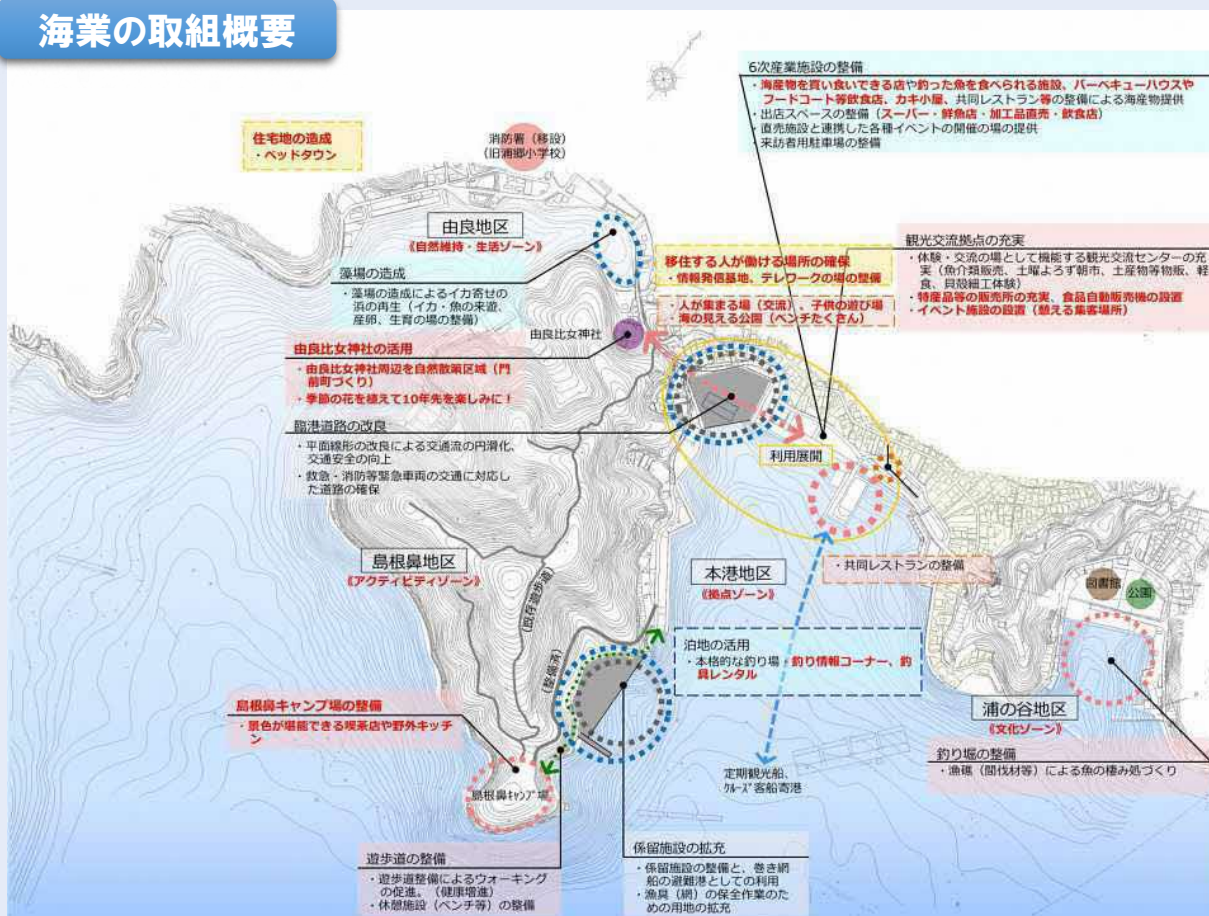 海業の取組概要
6次産業施設の整備
・海産物を買い食いできる店や釣った魚を食べられる施設、バーベキューハウスや
フードコート等飲食店、カキ小屋、共同レストラン等の整備による海産物提供
・出店スペースの整備（スーパー・鮮魚店・加工品直売・飲食店）
・直売施設と連携した各種イベントの開催の場の提供
・来訪者用駐車場の整備
住宅地の造成
・ベッドタウン
消防署（移設）
（旧浦郷小学校）
由良地区
《自然維持・生活ゾーン》
藻場の造成
・藻場の造成によるイカ寄せの
浜の再生（イカ・魚の来遊、
産卵、生育の場の整備）
移住する人が働ける場所の確保
・情報発信基地、テレワークの場の整備
・人が集まる場（交流）、子供の遊び場
・海の見える公園（ベンチたくさん）
観光交流拠点の充実
・体験・交流の場として機能する観光交流センターの充
実（魚介類販売、土曜よろず朝市、土産物等物販、軽
食、貝殻細工体験）
・特産品等の販売所の充実、食品自動販売機の設置
・イベント施設の設置（憩える集客場所）
由良比女神社
由良比女神社の活用
・由良比女神社周辺を自然散策区域（門
前町づくり）
・季節の花を植えて10年先を楽しみに！
臨港道路の改良
・平面線形の改良による交通流の円滑化、
交通安全の向上
・救急・消防等緊急車両の交通に対応し
た道路の確保
利用展開
島根鼻地区
《アクティビティゾーン》
（既存遊歩道）
（整備済）
本港地区
《拠点ゾーン》
・共同レストランの整備
図書館
公園
泊地の活用
・本格的な釣り場・釣り情報コーナー、釣
具レンタル
浦の谷地区
《文化ゾーン》
釣り堀の整備
・漁礁（間伐材等）による魚の棲み処づくり
島根鼻キャンプ場の整備
・景色が堪能できる喫茶店や野外キッチ
ン
島根鼻ｷｬﾝﾌﾟ場
定期観光船、
ｸﾙｰｽﾞ客船寄港
遊歩道の整備
・遊歩道整備によるウォーキング
の促進。（健康増進）
・休憩施設（ベンチ等）の整備
係留施設の拡充
・係留施設の整備と、巻き網
船の避難港としての利用
・漁具（網）の保全作業のた
めの用地の拡充